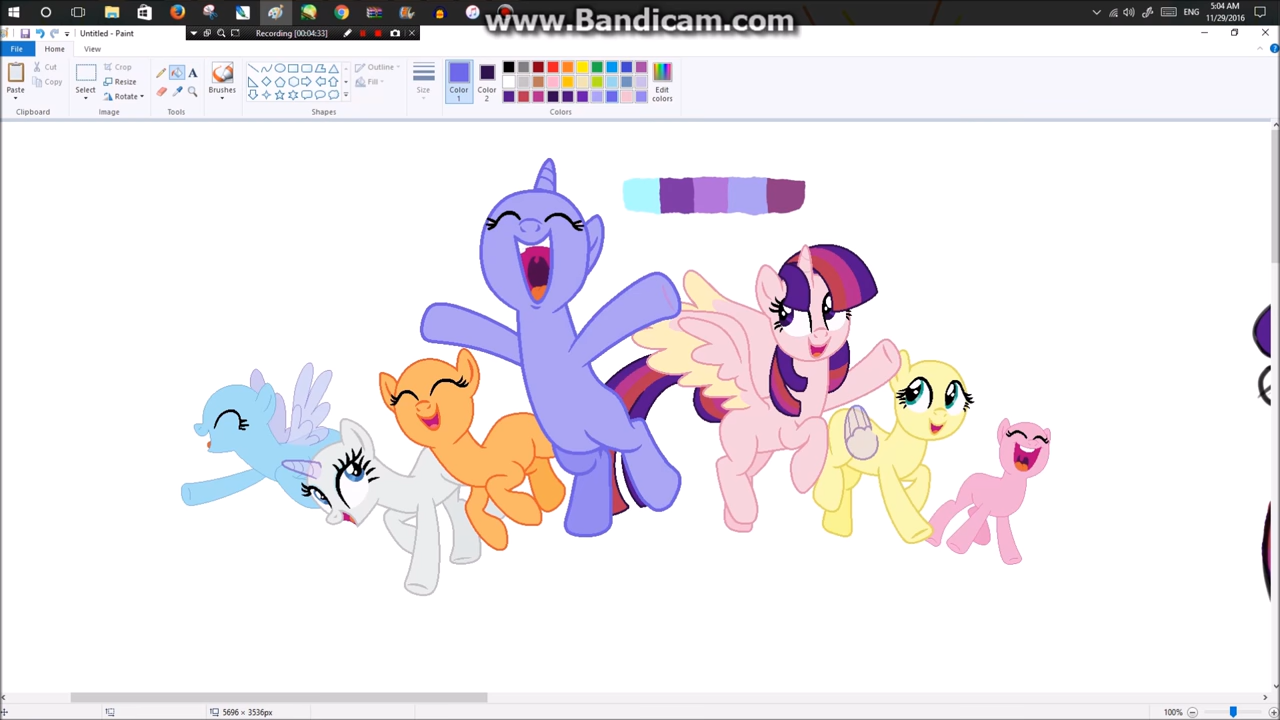 www.Bandicam.com
5:04 AM
ENG
11/29/2016
Untitled - Paint
Recording [00:04:33]
File
Home
View
Paste
Cut
Copy
Clipboard
Select
Crop
Resize
Rotate
Image
A
Tools
Brushes
Outline
Fill
Shapes
Size
Color
1
Color
2
Edit
colors
Colors
5696 × 3536px
100%